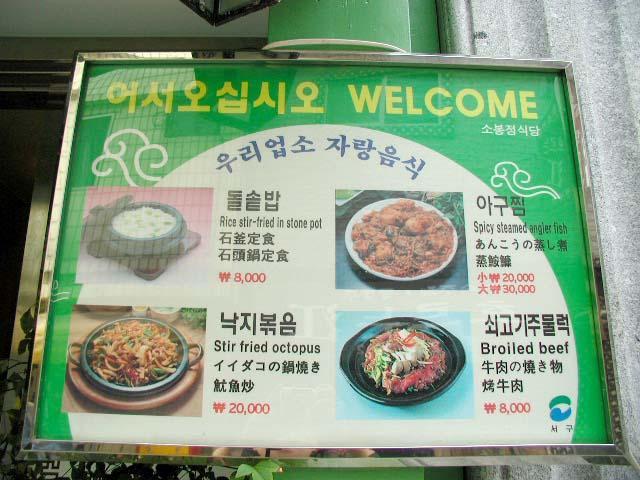 어서오십시오 WELCOME
소봉정식당
우리업소 자랑음식
돌솥밥
Rice stir-fried in stone pot
石釜定食
石頭鍋定食
₩ 8,000
아구찜
Spicy steamed angler fish
あんこうの蒸し煮
蒸鮟鱇
小 ₩ 20,000
大 ₩ 30,000
낙지볶음
Stir fried octopus
イイダコの鍋焼き
魷魚炒
₩ 20,000
쇠고기주물럭
Broiled beef
牛肉の燒き物
烤牛肉
₩ 8,000
서구